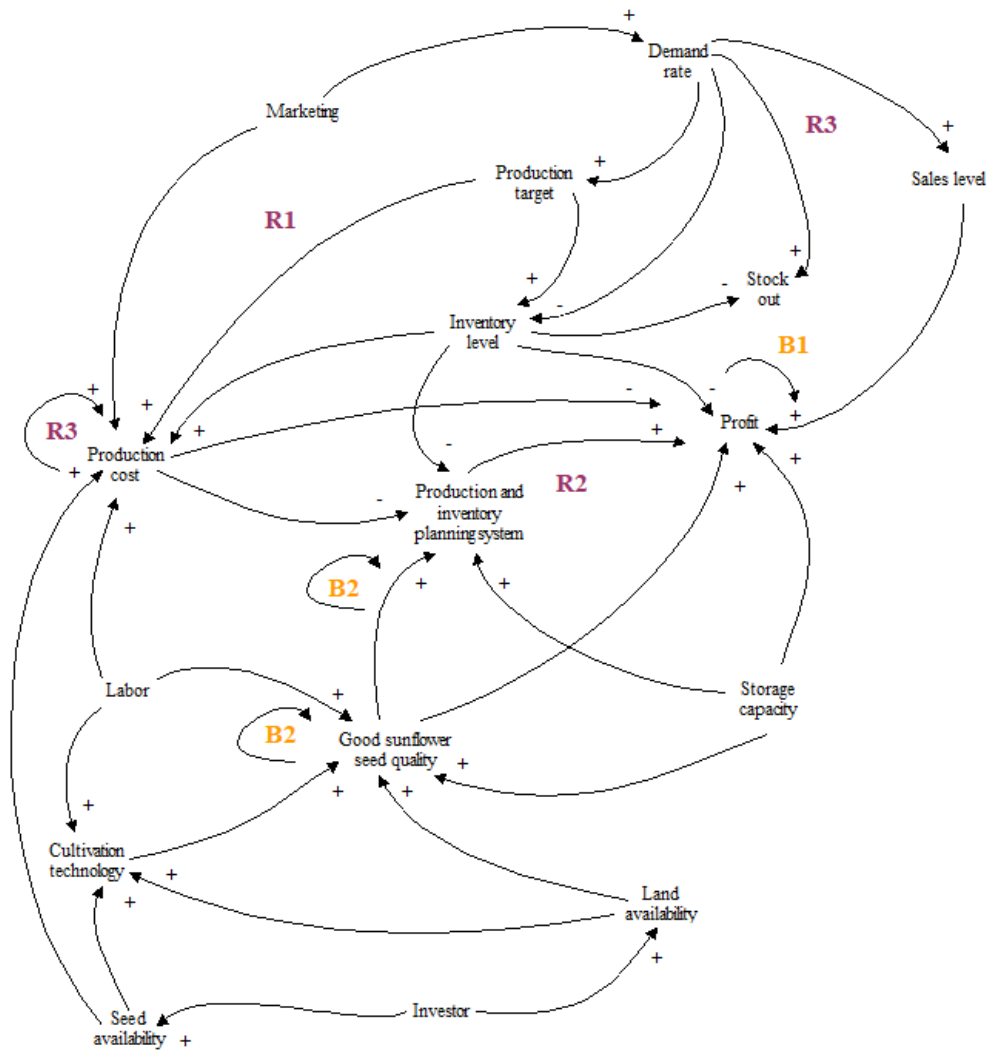 +
Demand
rate
Marketing
R3
+
+
Production
target
Sales level
R1
+
+
-
Stock
out
-
Inventory
level
B1
+
+
-
-
+
+
Profit
+
R3
Production
cost
+
+
-
+
R2
+
Production and
inventory
planning system
-
+
+
B2
+
+
Labor
+
Storage
capacity
B2
Good sunflower
seed quality
+
+
+
+
Cultivation
technology
+
+
Land
availability
+
Investor
Seed
availability
+